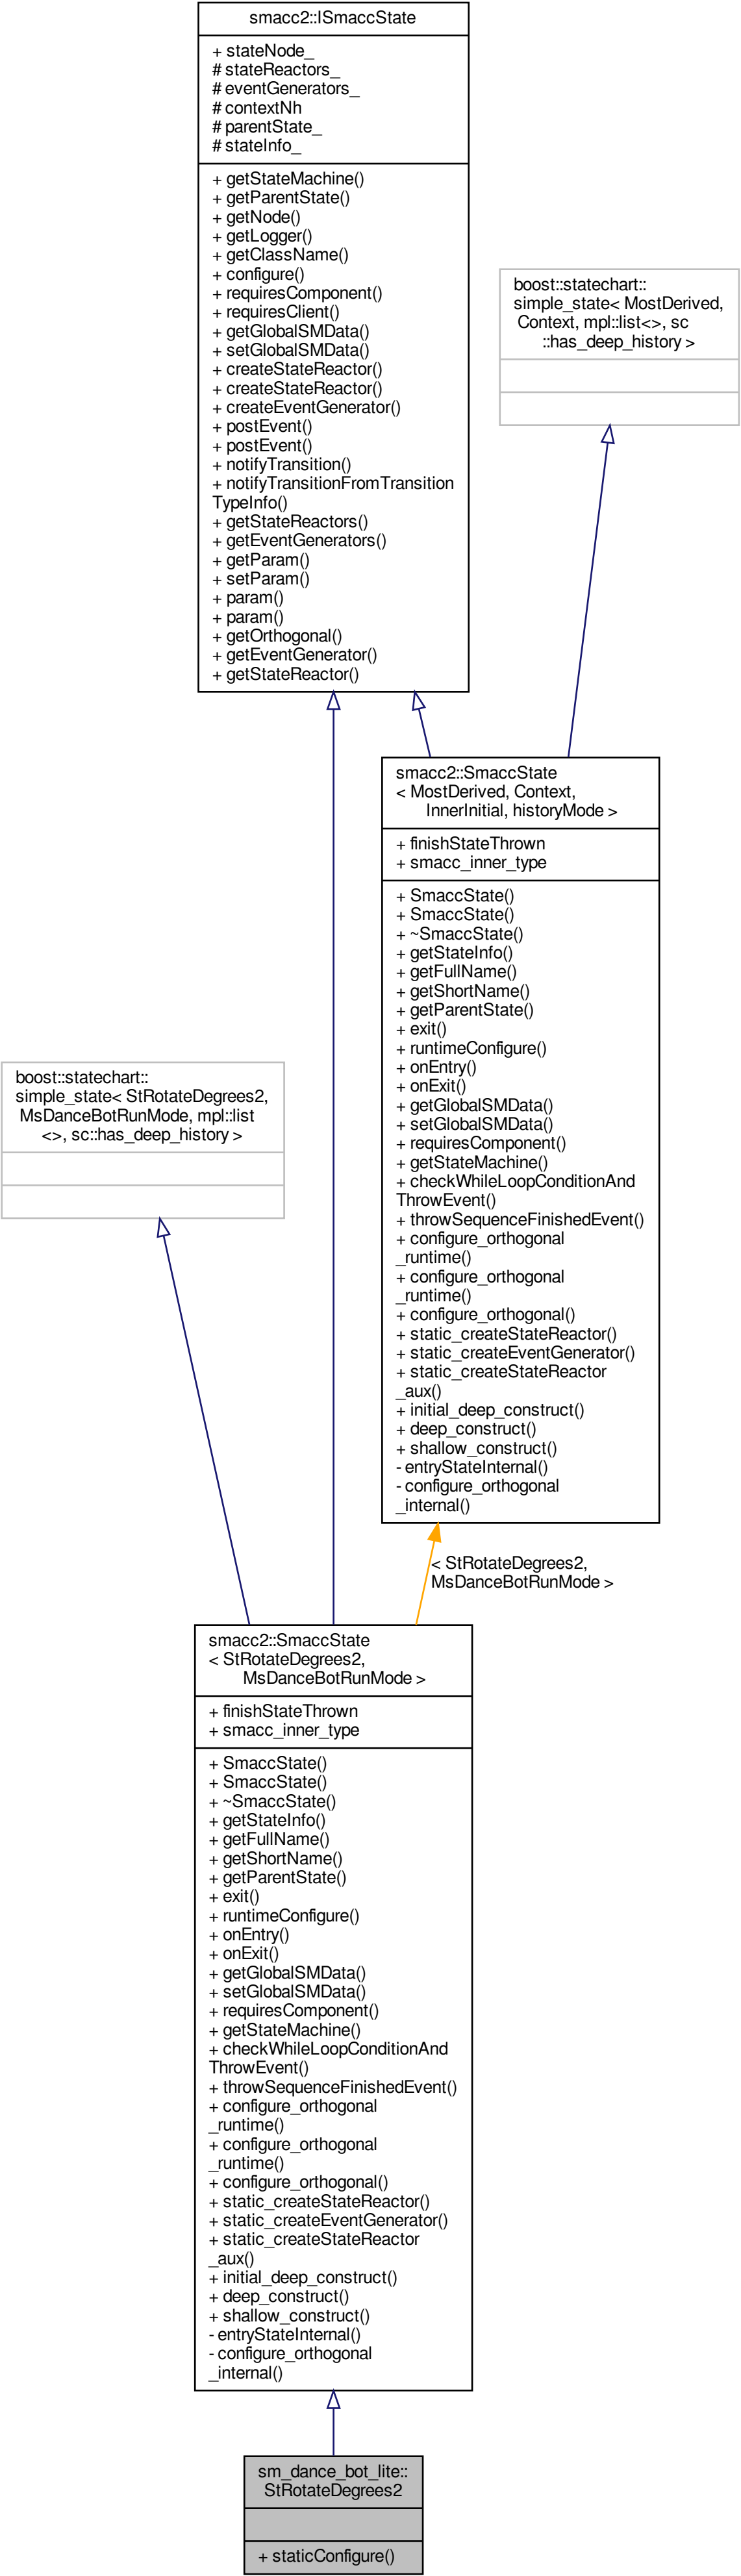 smacc2::ISmaccState
+ stateNode_
# stateReactors_
# eventGenerators_
# contextNh
# parentState_
# stateInfo_
+ getStateMachine()
+ getParentState()
+ getNode()
+ getLogger()
+ getClassName()
+ configure()
+ requiresComponent()
+ requiresClient()
+ getGlobalSMData()
+ setGlobalSMData()
+ createStateReactor()
+ createStateReactor()
+ createEventGenerator()
+ postEvent()
+ postEvent()
+ notifyTransition()
+ notifyTransitionFromTransition
TypeInfo()
+ getStateReactors()
+ getEventGenerators()
+ getParam()
+ setParam()
+ param()
+ param()
+ getOrthogonal()
+ getEventGenerator()
+ getStateReactor()
boost::statechart::
simple_state< MostDerived,
Context, mpl::list<>, sc
::has_deep_history >
smacc2::SmaccState
< MostDerived, Context,
InnerInitial, historyMode >
+ finishStateThrown
+ smacc_inner_type
+ SmaccState()
+ SmaccState()
+ ~SmaccState()
+ getStateInfo()
+ getFullName()
+ getShortName()
+ getParentState()
+ exit()
+ runtimeConfigure()
+ onEntry()
+ onExit()
+ getGlobalSMData()
+ setGlobalSMData()
+ requiresComponent()
+ getStateMachine()
+ checkWhileLoopConditionAnd
ThrowEvent()
+ throwSequenceFinishedEvent()
+ configure_orthogonal
_runtime()
+ configure_orthogonal
_runtime()
+ configure_orthogonal()
+ static_createStateReactor()
+ static_createEventGenerator()
+ static_createStateReactor
_aux()
+ initial_deep_construct()
+ deep_construct()
+ shallow_construct()
- entryStateInternal()
- configure_orthogonal
_internal()
boost::statechart::
simple_state< StRotateDegrees2,
MsDanceBotRunMode, mpl::list
<>, sc::has_deep_history >
< StRotateDegrees2,
MsDanceBotRunMode >
smacc2::SmaccState
< StRotateDegrees2,
MsDanceBotRunMode >
+ finishStateThrown
+ smacc_inner_type
+ SmaccState()
+ SmaccState()
+ ~SmaccState()
+ getStateInfo()
+ getFullName()
+ getShortName()
+ getParentState()
+ exit()
+ runtimeConfigure()
+ onEntry()
+ onExit()
+ getGlobalSMData()
+ setGlobalSMData()
+ requiresComponent()
+ getStateMachine()
+ checkWhileLoopConditionAnd
ThrowEvent()
+ throwSequenceFinishedEvent()
+ configure_orthogonal
_runtime()
+ configure_orthogonal
_runtime()
+ configure_orthogonal()
+ static_createStateReactor()
+ static_createEventGenerator()
+ static_createStateReactor
_aux()
+ initial_deep_construct()
+ deep_construct()
+ shallow_construct()
- entryStateInternal()
- configure_orthogonal
_internal()
sm_dance_bot_lite::
StRotateDegrees2
+ staticConfigure()